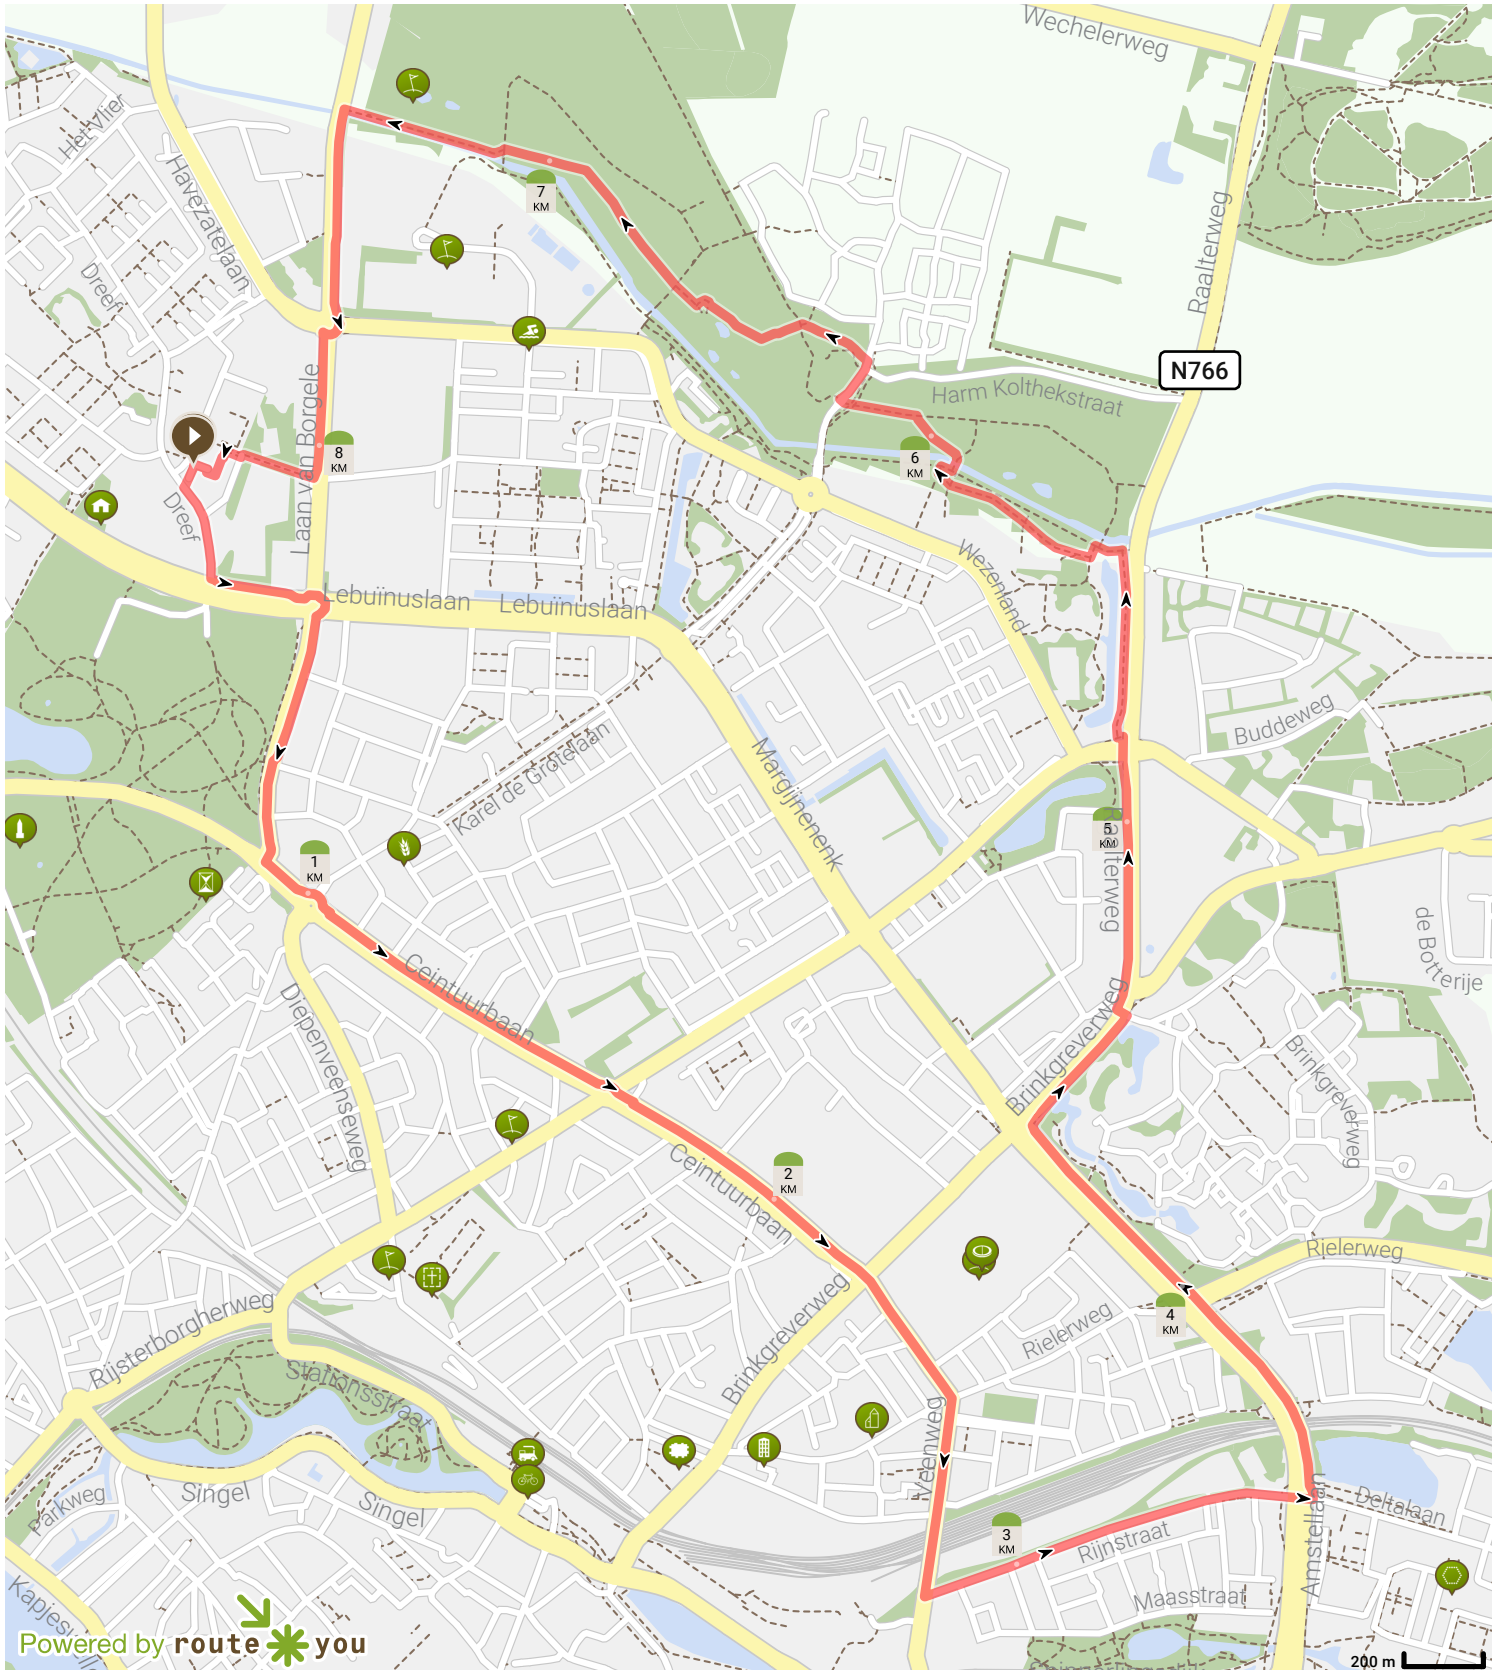 Wechelerweg
Het Vlier
Havezatelaan
Raalterweg
7
KM
Dreef
N766
Harm Kolthekstraat
Laan van Borgele
8
KM
6
KM
Dreef
Wezenland
Lebuïnuslaan
Lebuïnuslaan
Buddeweg
Karel de Grotelaan
Margijnenenk
5
KM
Raalterweg
1
KM
de Botterije
Ceintuurbaan
Diepenveenseweg
Brinkgreverweg
Brinkgreverweg
2
KM
Ceintuurbaan
Rielerweg
Brinkgreverweg
Rijsterborgherweg
4
KM
Rielerweg
Stationsstraat
Veenweg
Singel
Singel
Parkweg
Deltalaan
3
KM
Rijnstraat
Amstellaan
Maasstraat
Powered by route you
200 m